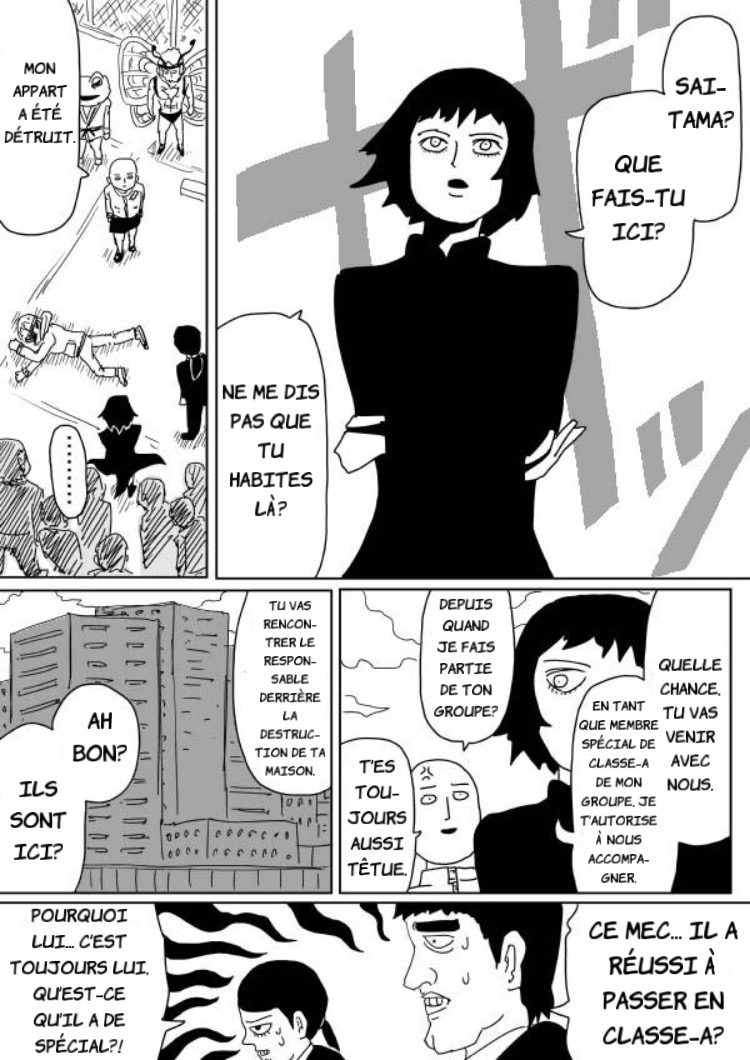 SAI-
TAMA?
QUE
FAIS-TU
ICI?
NE ME DIS
PAS QUE
TU
HABITES
LÀ?
MON
APPART
A ÉTÉ
DÉTRUIT.
........
QUELLE
CHANCE.
TU VAS
VENIR
AVEC
NOUS.
EN TANT
QUE MEMBRE
SPÉCIAL DE
CLASSE-A
DE MON
GROUPE. JE
T'AUTORISE
À NOUS
ACCOMPA-
GNER.
DEPUIS
QUAND
JE FAIS
PARTIE
DE TON
GROUPE?
T'ES
TOU-
JOURS
AUSSI
TÊTUE.
TU VAS
RENCON-
TRER LE
RESPON-
SABLE
DERRIÈRE
LA
DESTRUC-
TION DE TA
MAISON.
AH
BON?
ILS
SONT
ICI?
CE MEC... IL A
RÉUSSI À
PASSER EN
CLASSE-A?
POURQUOI
LUI... C'EST
TOUJOURS LUI.
QU'EST-CE
QU'IL A DE
SPÉCIAL?!